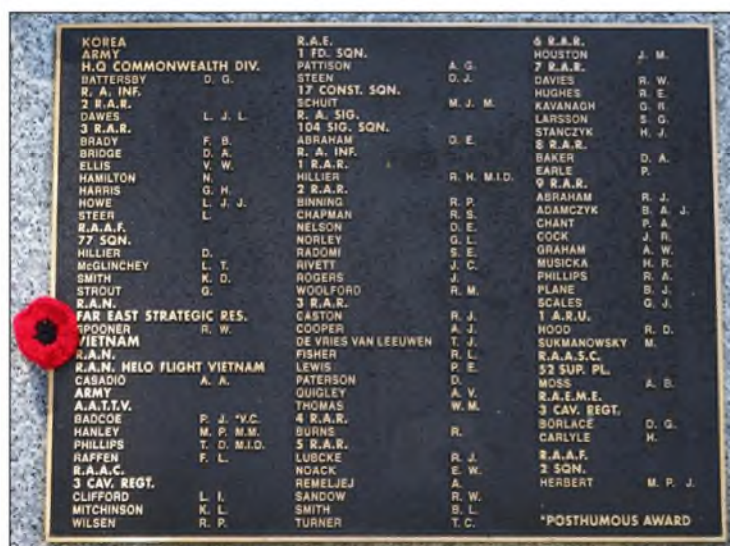 KOREA
ARMY
H.Q COMMONWEALTH DIV.
BATTERSBY D. G.
R. A. INF.
2 R.A.R.
DAWES L. J. L.
3 R.A.R.
BRADY F. B.
BRIDGE D. A.
ELLIS V. W.
HAMILTON N.
HARRIS G. H.
HOWE L. J. J.
STEER L.
R.A.A.F.
77 SQN.
HILLIER D.
McGLINCHEY L. T.
SMITH K. D.
STROUT G.
R.A.N.
FAR EAST STRATEGIC RES.
SPOONER R. W.
VIETNAM
R.A.N.
R.A.N. HELO FLIGHT VIETNAM
CASADIO A. A.
ARMY
A.A.T.T.V.
BADCOE P. J. *V.C.
HANLEY M. P. M.M.
PHILLIPS T. D. M.I.D.
RAFFEN F. L.
R.A.A.C.
3 CAV. REGT.
CLIFFORD L. I.
MITCHINSON K. L.
WILSEN R. P.
R.A.E.
1 FD. SQN.
PATTISON A. G.
STEEN D. J.
17 CONST. SQN.
SCHUIT M. J. M.
R. A. SIG.
104 SIG. SQN.
ABRAHAM D. E.
R. A. INF.
1 R.A.R.
HILLIER R. H. M.I.D.
2 R.A.R.
BINNING R. P.
CHAPMAN R. S.
NELSON D. E.
NORLEY G. L.
RADOMI S. E.
RIVETT J. C.
ROGERS J.
WOOLFORD R. M.
3 R.A.R.
CASTON R. J.
COOPER A. J.
DE VRIES VAN LEEUWEN T. J.
FISHER R. L.
LEWIS P. E.
PATERSON D.
QUIGLEY A. V.
THOMAS W. M.
4 R.A.R.
BURNS R.
5 R.A.R.
LUBCKE R. J.
NOACK E. W.
REMELJEJ A.
SANDOW R. W.
SMITH B. L.
TURNER T. C.
6 R.A.R.
HOUSTON J. M.
7 R.A.R.
DAVIES R. W.
HUGHES R. E.
KAVANAGH G. R.
LARSSON S. G.
STANCZYK H. J.
8 R.A.R.
BAKER D. A.
EARLE P.
9 R.A.R.
ABRAHAM R. J.
ADAMCZYK B. A. J.
CHANT P. A.
COCK J. R.
GRAHAM A. W.
MUSICKA H. R.
PHILLIPS R. A.
PLANE B. J.
SCALES G. J.
1 A.R.U.
HOOD R. D.
SUKMANOWSKY M.
R.A.A.S.C.
52 SUP. PL.
MOSS A. B.
R.A.E.M.E.
3 CAV. REGT.
BORLACE D. G.
CARLYLE H.
R.A.A.F.
2 SQN.
HERBERT M. P. J.
*POSTHUMOUS AWARD